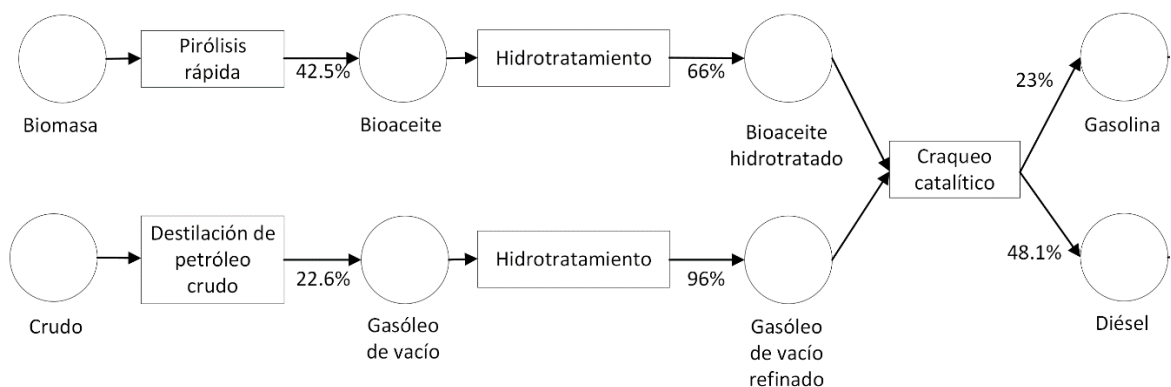 Pirólisis
rápida
42.5%
Hidrotratamiento
66%
Biomasa
Bioaceite
Bioaceite
hidrotratado
23%
Gasolina
Craqueo
catalítico
Destilación de
petróleo
crudo
22.6%
Hidrotratamiento
96%
48.1%
Crudo
Gasóleo
de vacío
Gasóleo
de vacío
refinado
Diésel